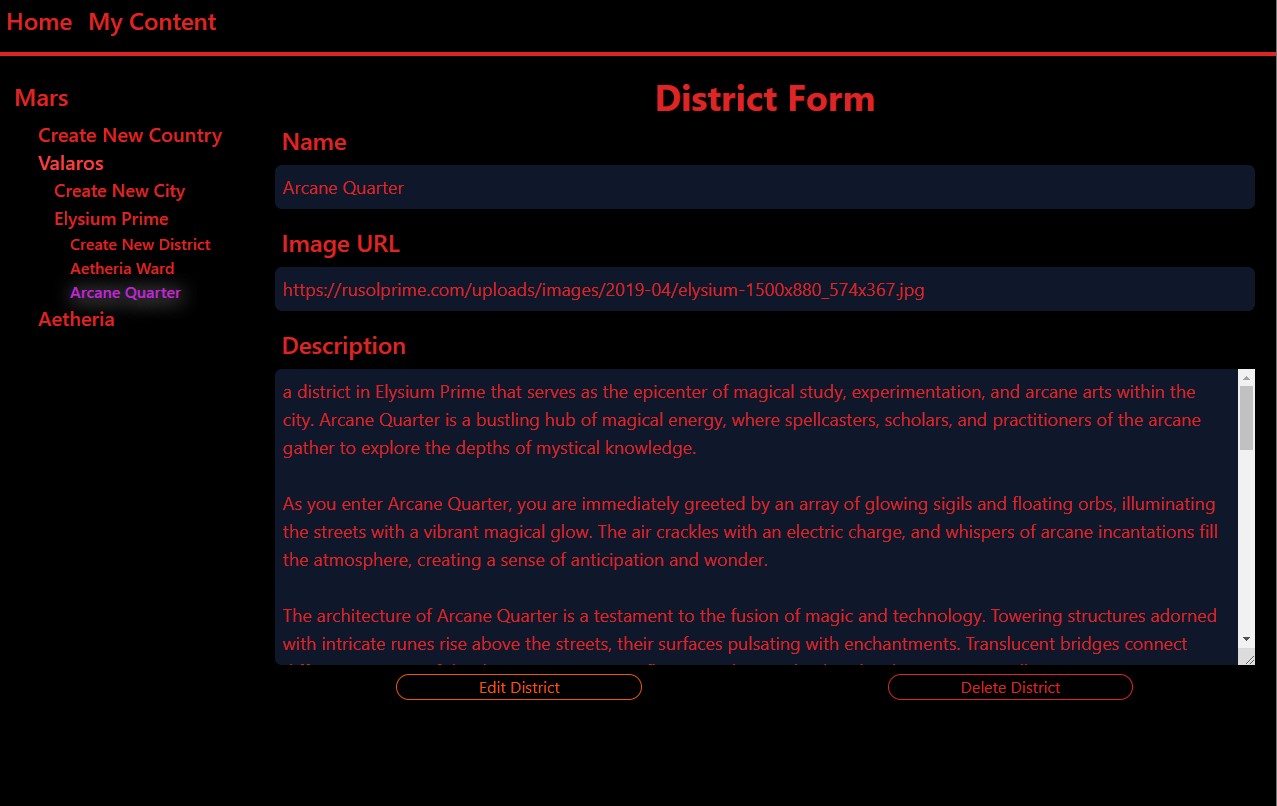 Home My Content
Mars
Create New Country
Valaros
Create New City
Elysium Prime
Create New District
Aetheria Ward
Arcane Quarter
Aetheria
District Form
Name
Arcane Quarter
Image URL
https://rusolprime.com/uploads/images/2019-04/elysium-1500x880_574x367.jpg
Description
a district in Elysium Prime that serves as the epicenter of magical study, experimentation, and arcane arts within the
city. Arcane Quarter is a bustling hub of magical energy, where spellcasters, scholars, and practitioners of the arcane
gather to explore the depths of mystical knowledge.
As you enter Arcane Quarter, you are immediately greeted by an array of glowing sigils and floating orbs, illuminating
the streets with a vibrant magical glow. The air crackles with an electric charge, and whispers of arcane incantations fill
the atmosphere, creating a sense of anticipation and wonder.
The architecture of Arcane Quarter is a testament to the fusion of magic and technology. Towering structures adorned
with intricate runes rise above the streets, their surfaces pulsating with enchantments. Translucent bridges connect
Edit District
Delete District